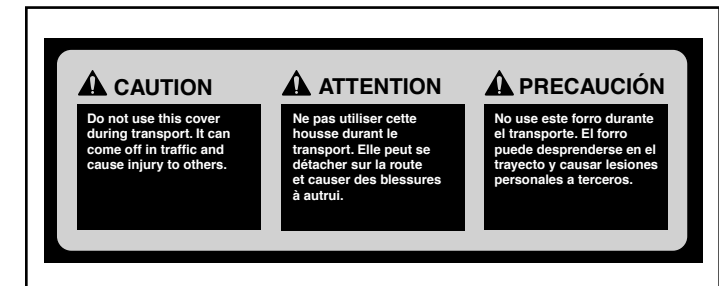 CAUTION
Do not use this cover
during transport. It can
come off in traffic and
cause injury to others.
ATTENTION
Ne pas utiliser cette
housse durant le
transport. Elle peut se
détacher sur la route
et causer des blessures
à autrui.
PRECAUCIÓN
No use este forro durante
el transporte. El forro
puede desprenderse en el
trayecto y causar lesiones
personales a terceros.